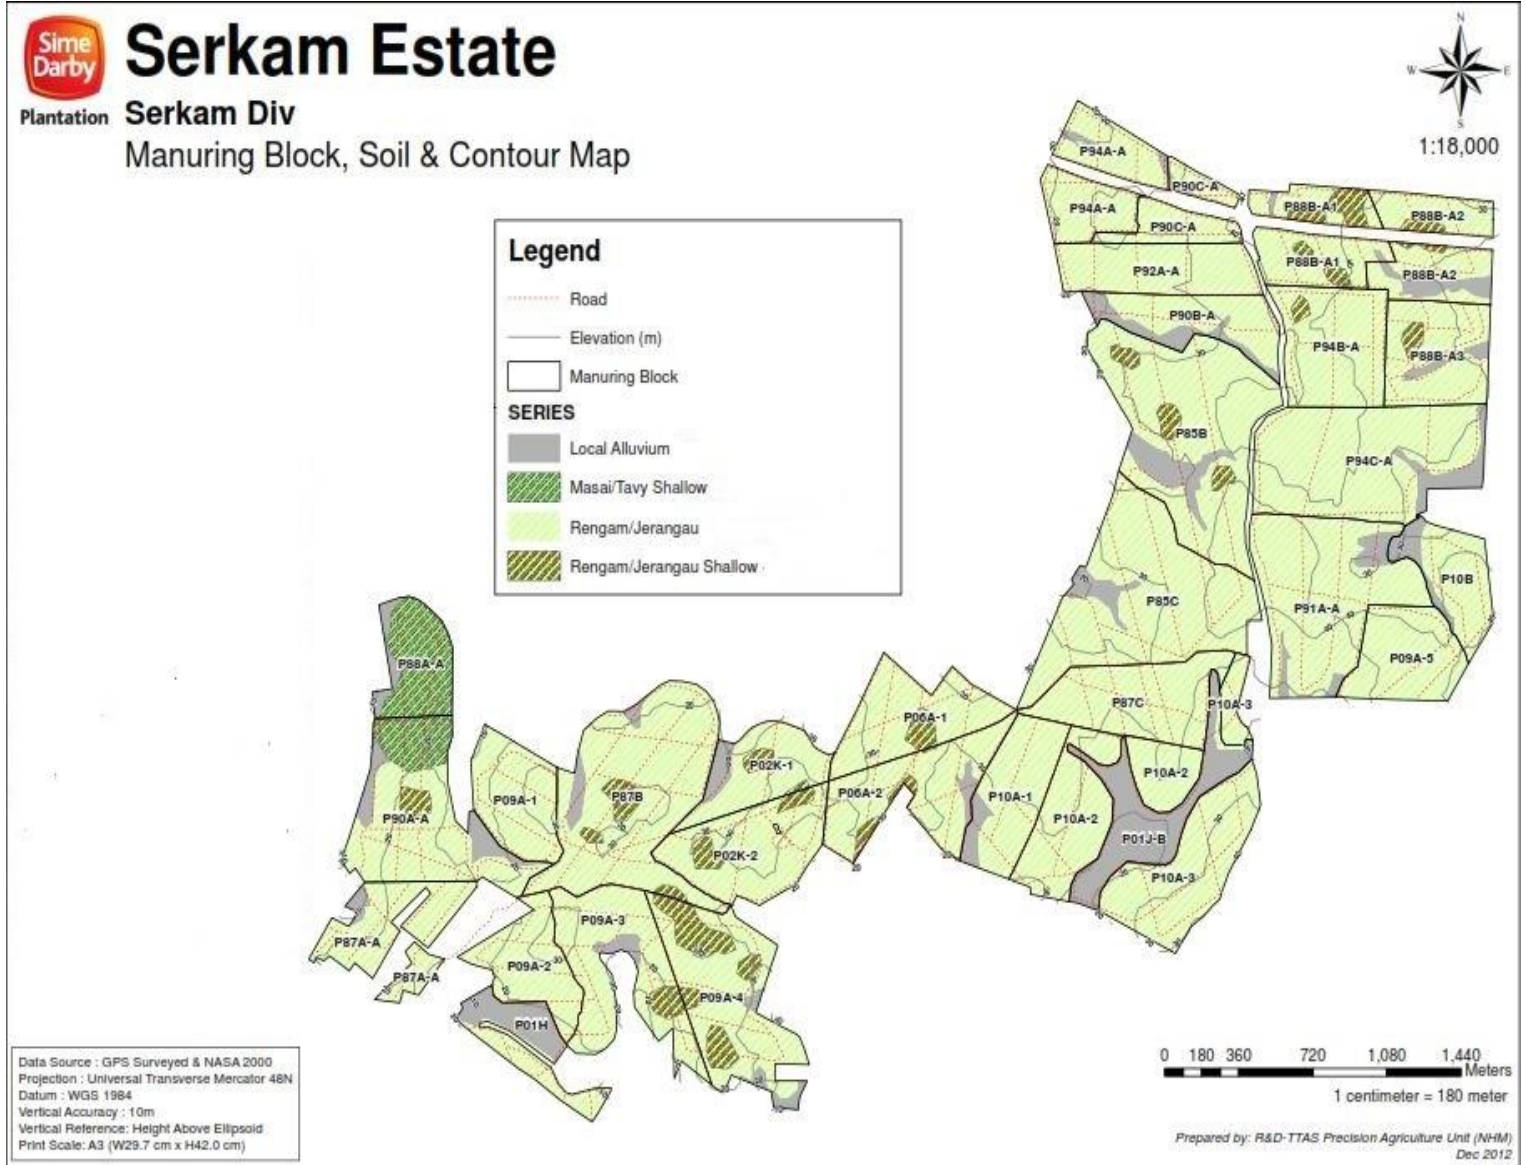 Sime
Darby
Plantation
Serkam Estate
Serkam Div
Manuring Block, Soil & Contour Map
N
W
E
S
1:18,000
Legend
Road
Elevation (m)
Manuring Block
SERIES
Local Alluvium
Masai/Tavy Shallow
Rengam/Jerangau
Rengam/Jerangau Shallow
P94A-A
P90C-A
P94A-A
P90C-A
P88B-A1
P88B-A2
P92A-A
P88B-A1
P88B-A2
P90B-A
P94B-A
P88B-A3
P85B
P94C-A
P10B
P85C
P91A-A
P09A-5
P88A-A
P87C
P10A-3
P06A-1
P02K-1
P10A-2
P09A-1
P87B
P06A-2
P10A-1
P90A-A
P10A-2
P01J-B
P02K-2
P10A-3
P09A-3
P87A-A
P09A-2
P87A-A
P09A-4
P01H
Data Source : GPS Surveyed & NASA 2000
Projection : Universal Transverse Mercator 48N
Datum : WGS 1984
Vertical Accuracy : 10m
Vertical Reference: Height Above Ellipsoid
Print Scale: A3 (W29.7 cm x H42.0 cm)
0 180 360 720 1,080 1,440
Meters
1 centimeter = 180 meter
Prepared by: R&D-TTAS Precision Agriculture Unit (NHM)
Dec 2012